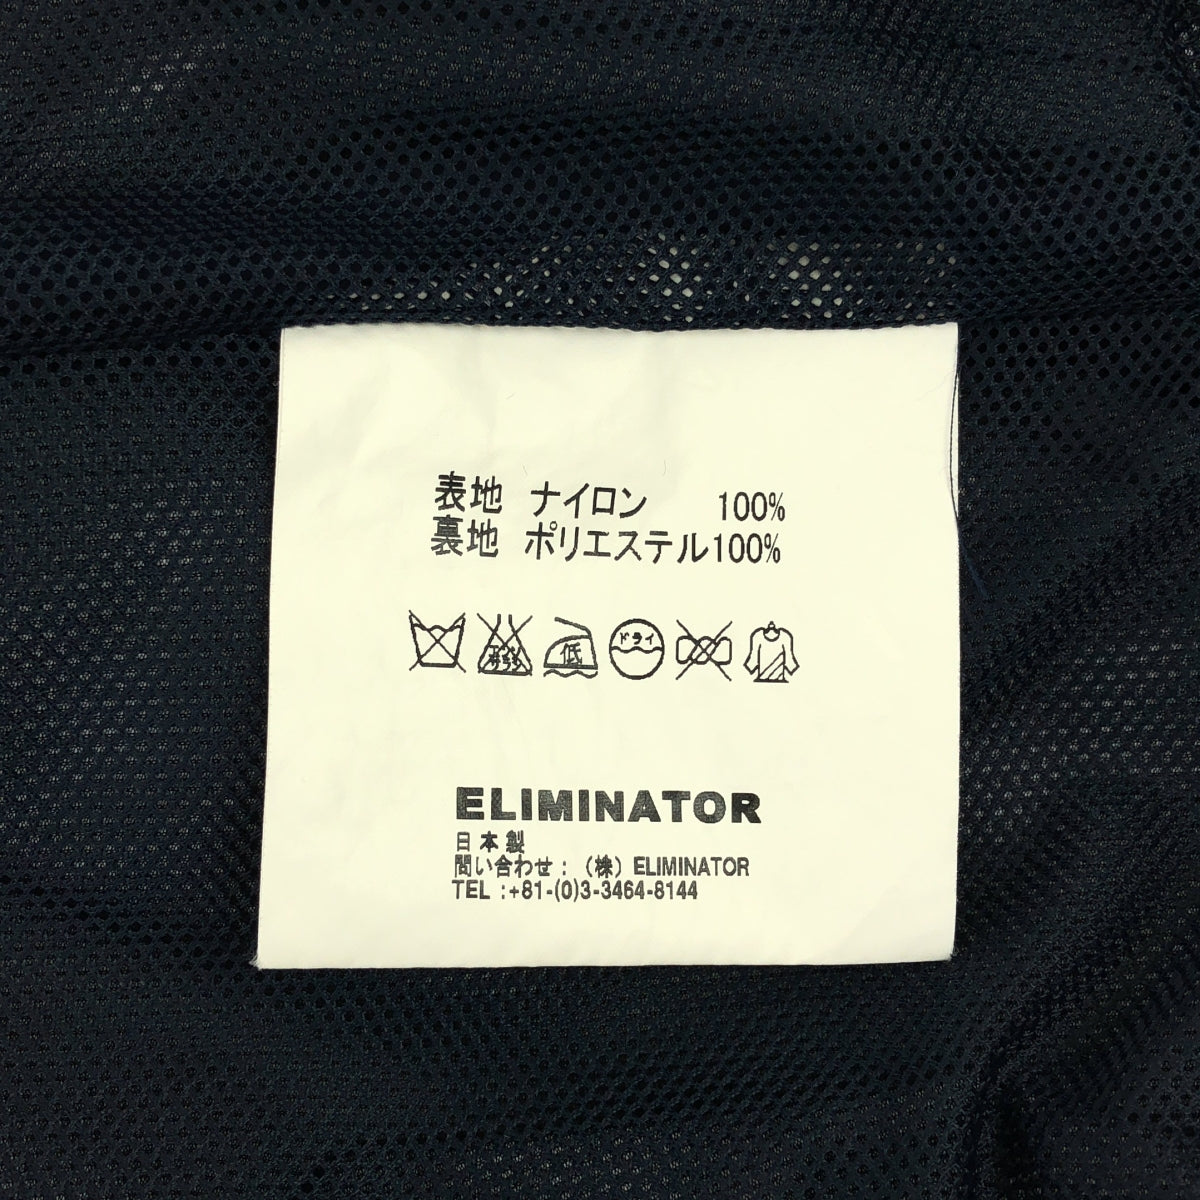 表地 ナイロン 100%
裏地 ポリエステル100%
低 ドライ
ELIMINATOR
日本製
問い合わせ：（株）ELIMINATOR
TEL :+81-(0)3-3464-8144